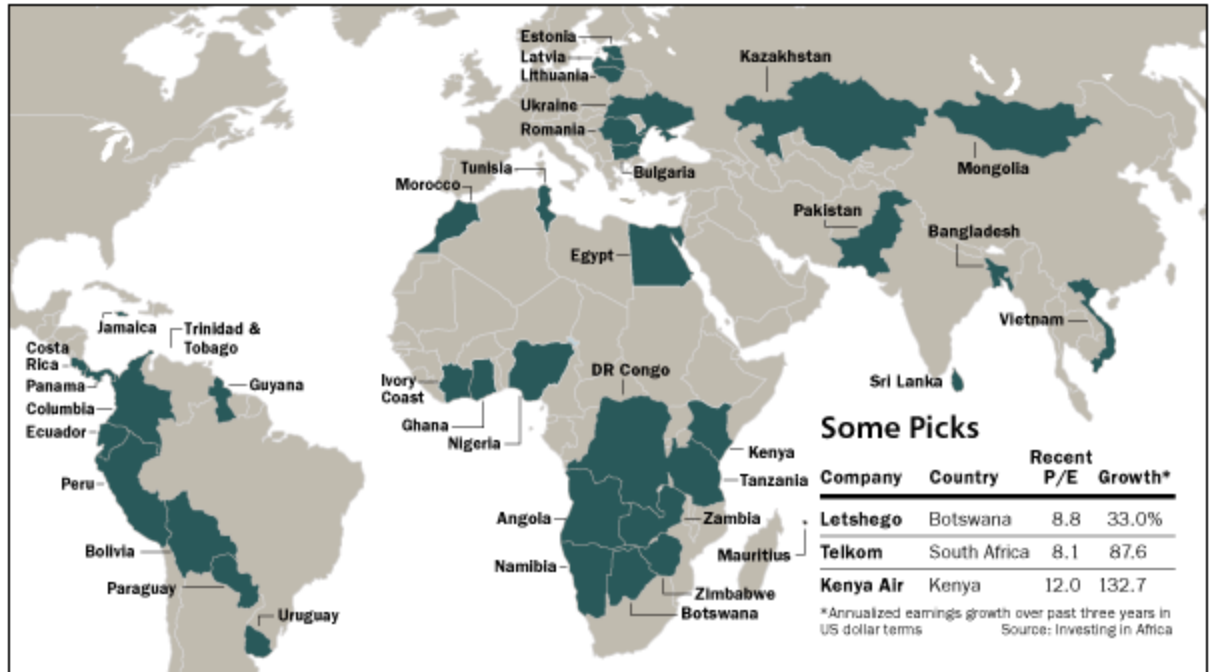 Estonia
Latvia
Lithuania
Ukraine
Romania
Bulgaria
Kazakhstan
Mongolia
Tunisia
Morocco
Egypt
Pakistan
Bangladesh
Vietnam
Sri Lanka
Jamaica
Trinidad &
Tobago
Costa
Rica
Panama
Columbia
Ecuador
Guyana
Peru
Bolivia
Paraguay
Uruguay
Ivory
Coast
Ghana
Nigeria
DR Congo
Kenya
Tanzania
Angola
Zambia
Namibia
Mauritius
Zimbabwe
Botswana
Some Picks
Recent
Company Country P/E Growth*
Letshego Botswana 8.8 33.0%
Telkom South Africa 8.1 87.6
Kenya Air Kenya 12.0 132.7
*Annualized earnings growth over past three years in
US dollar terms Source: Investing in Africa